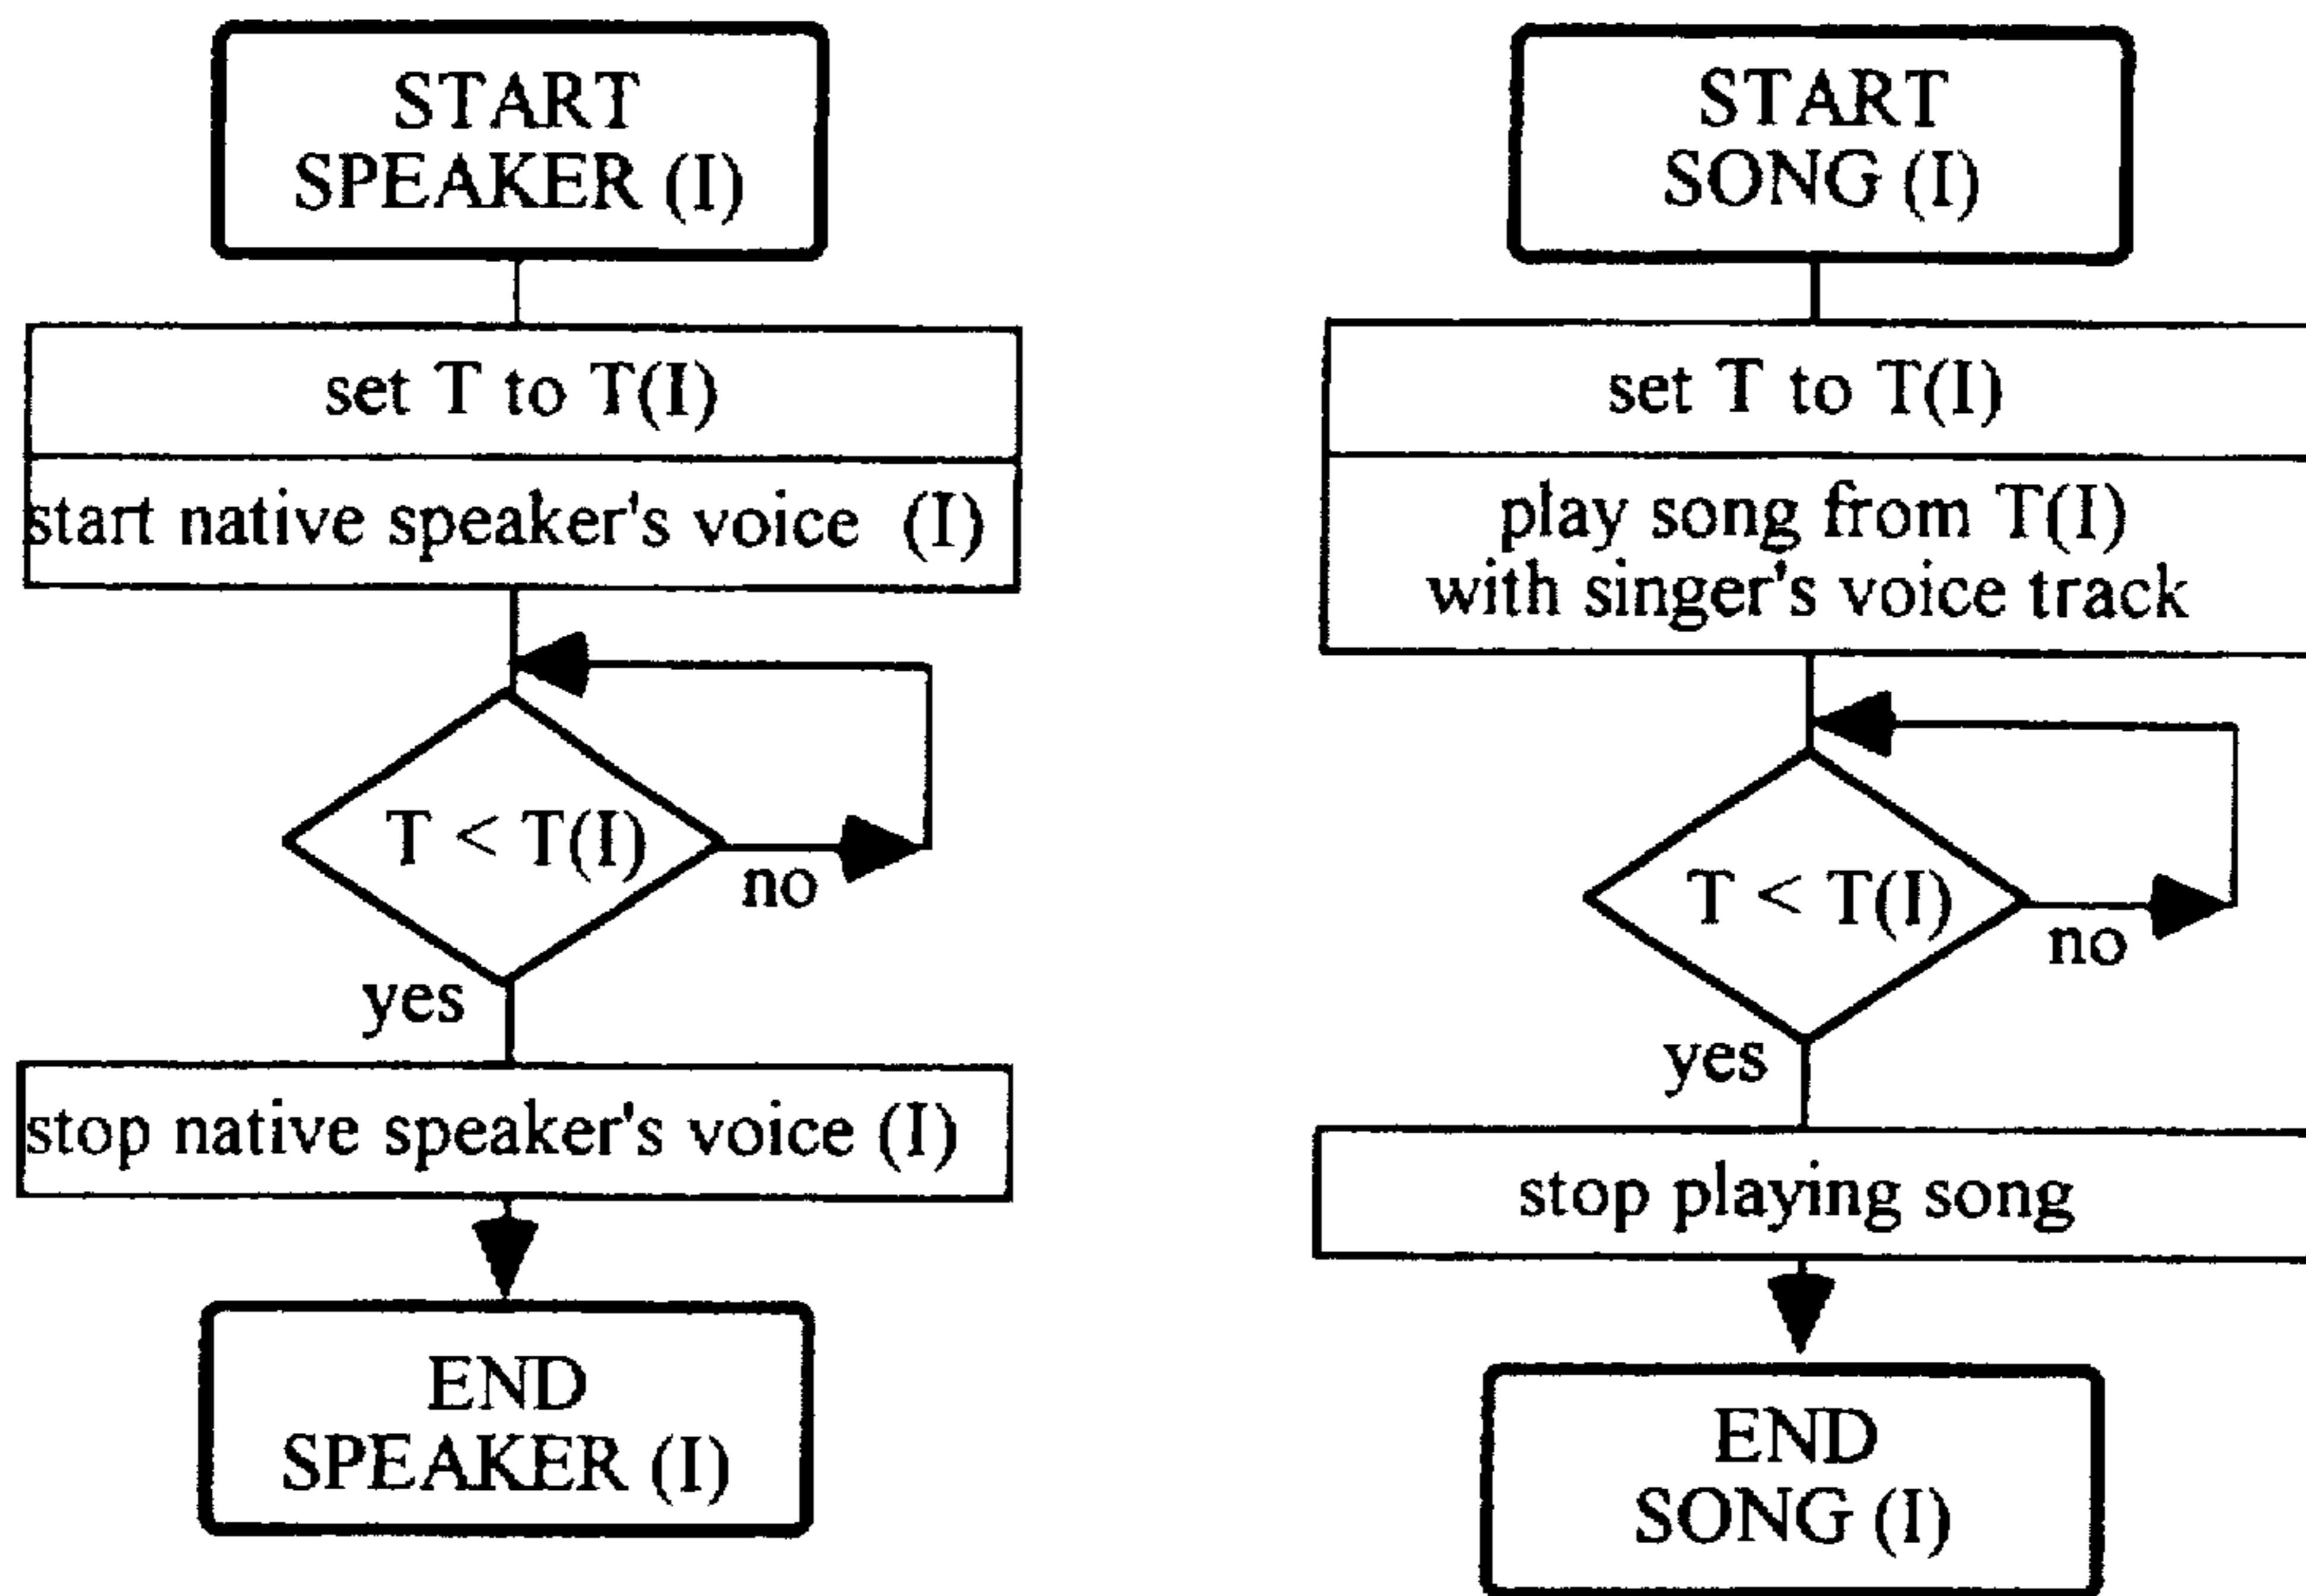 START
SPEAKER (I)
set T to T(I)
start native speaker's voice (I)
T < T(I)
no
yes
stop native speaker's voice (I)
END
SPEAKER (I)
START
SONG (I)
set T to T(I)
play song from T(I)
with singer's voice track
T < T(I)
no
yes
stop playing song
END
SONG (I)